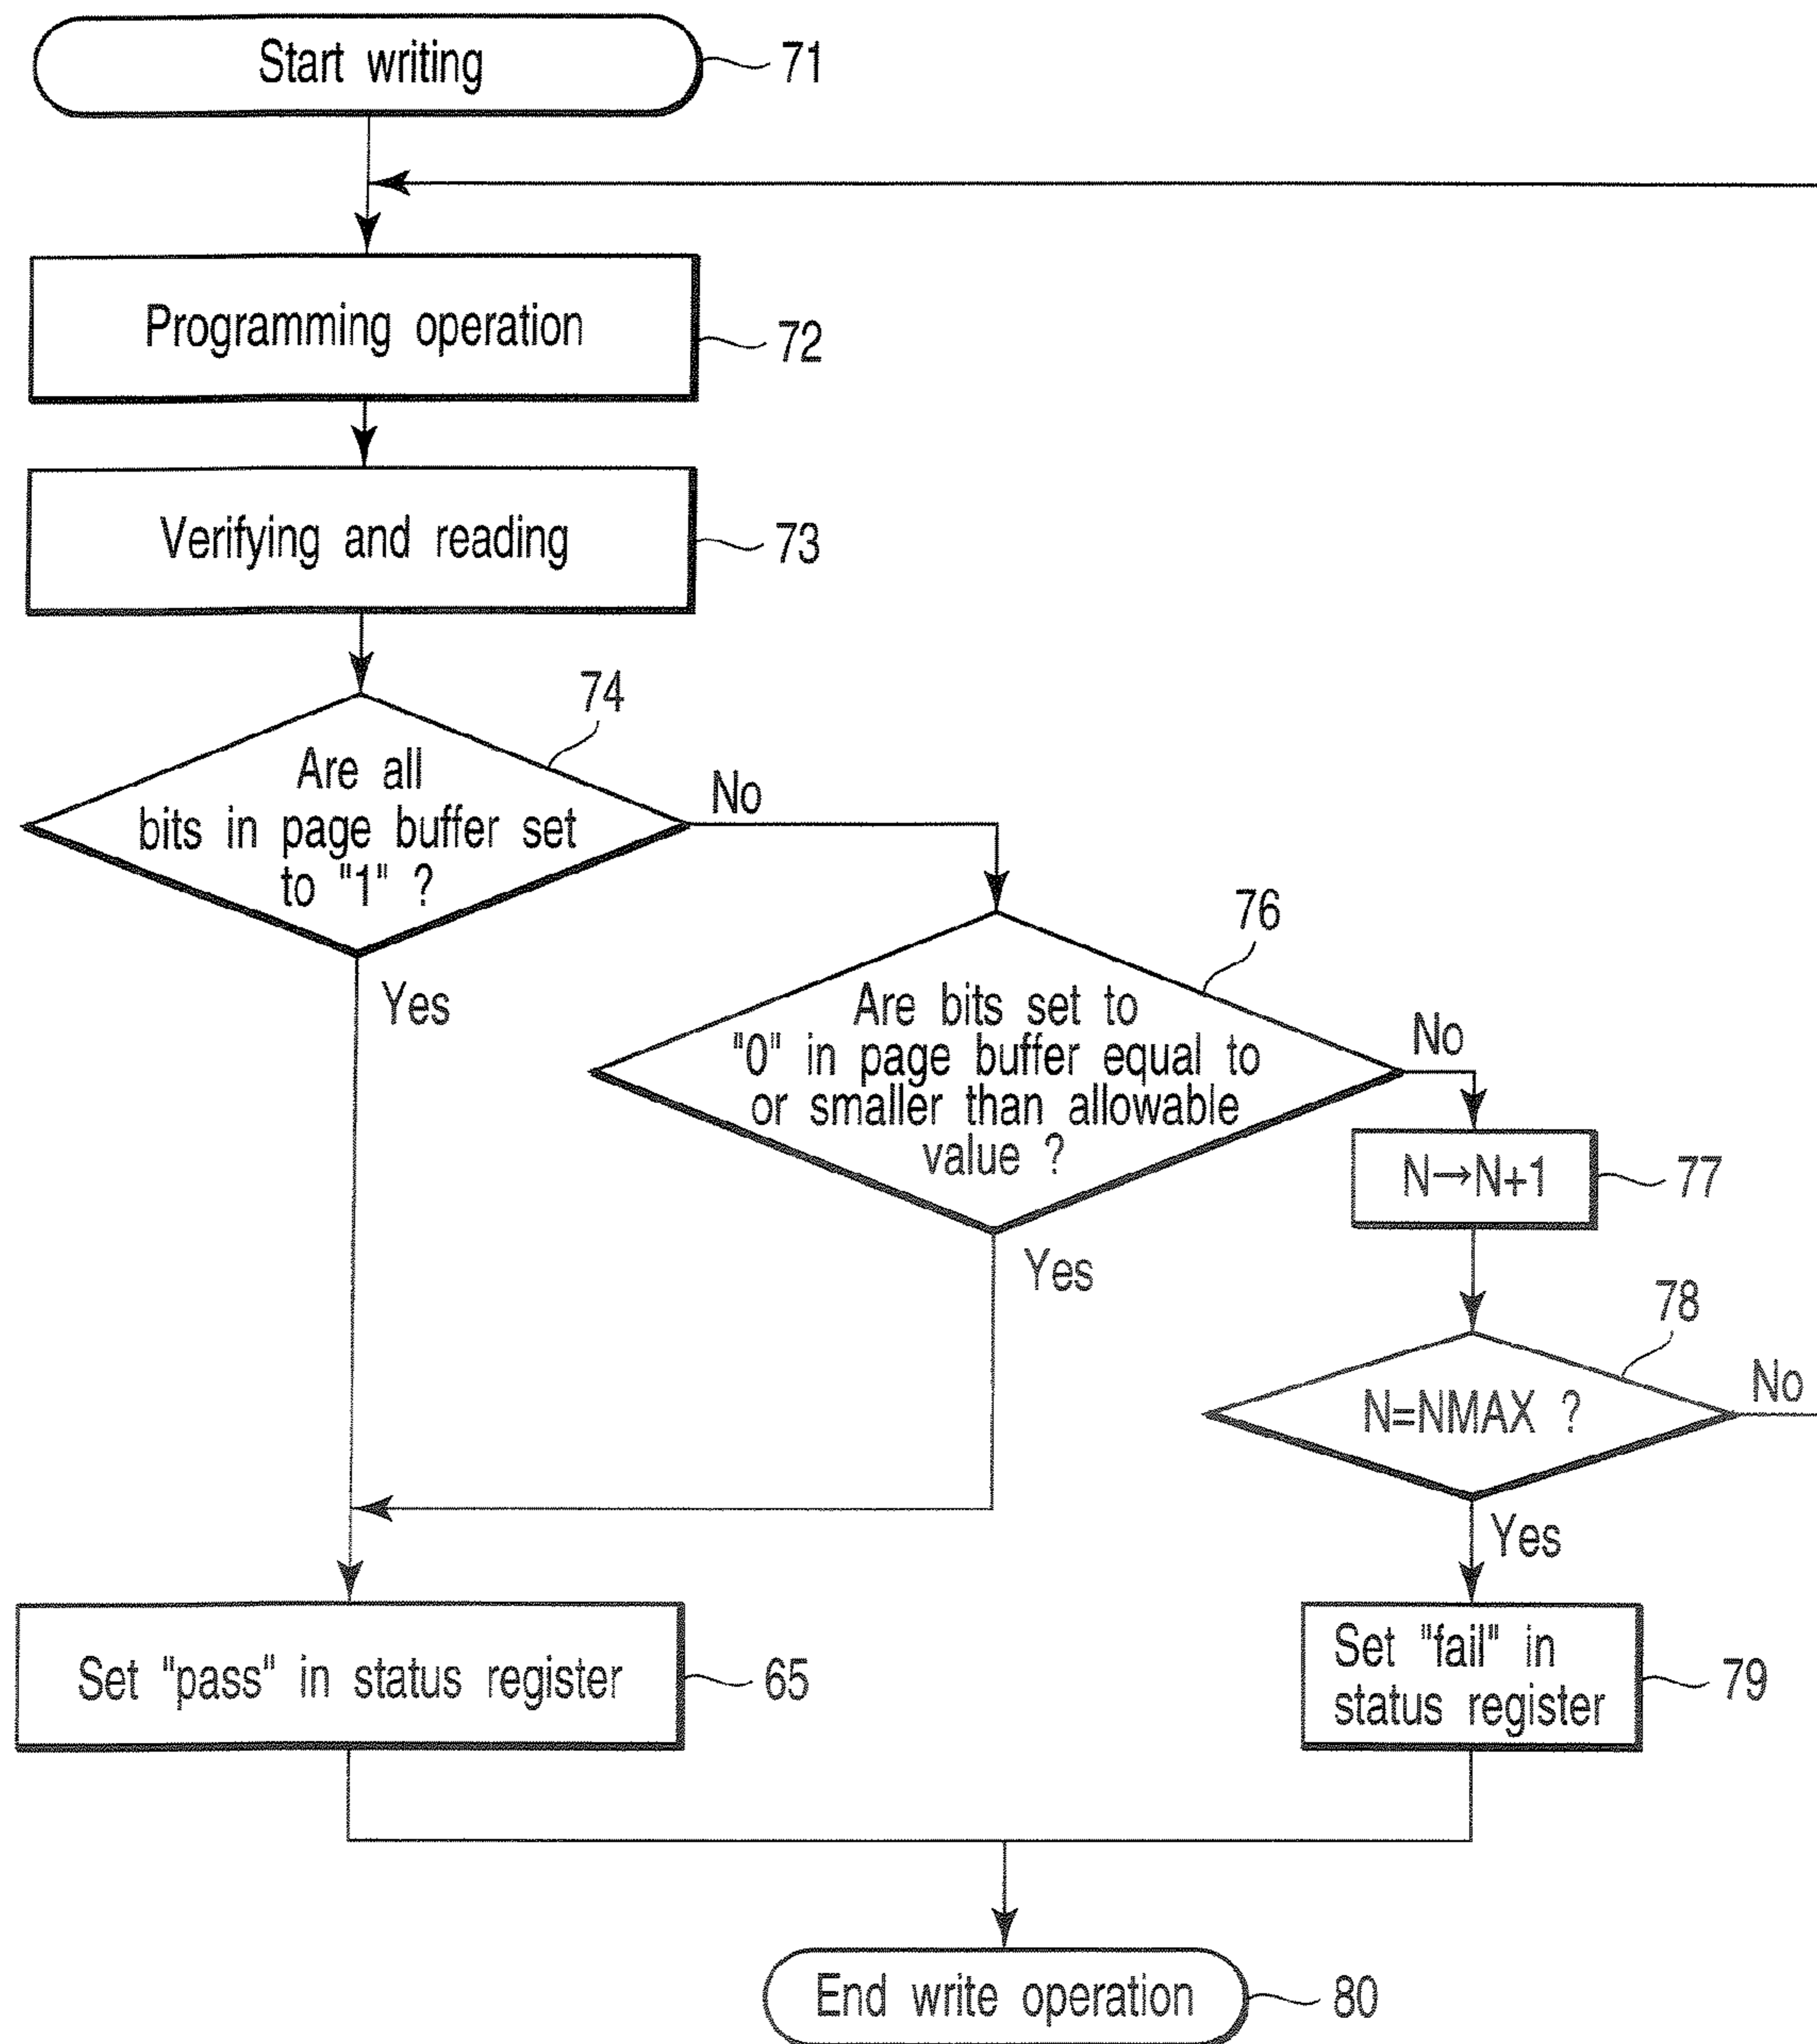 Start writing
71
Programming operation
72
Verifying and reading
73
74
Are all
bits in page buffer set
to "1" ?
No
Yes
76
Are bits set to
"0" in page buffer equal to
or smaller than allowable
value ?
No
Yes
N→N+1
77
78
N=NMAX ?
No
Yes
Set "pass" in status register
65
Set "fail" in
status register
79
End write operation
80